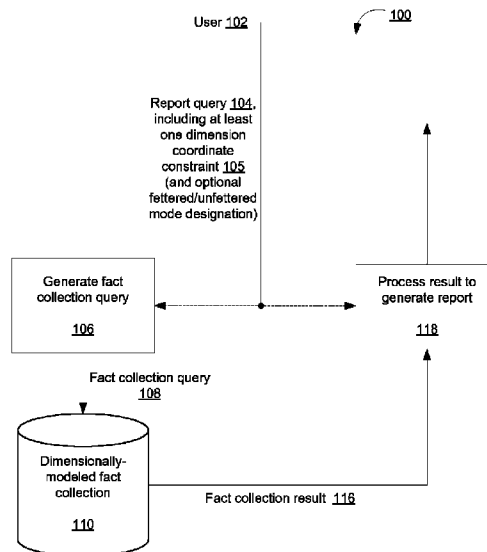 User 102
100
Report query 104,
including at least
one dimension
coordinate
constraint 105
(and optional
fettered/unfettered
mode designation)
Generate fact
collection query
106
Process result to
generate report
118
Fact collection query
108
Dimensionally-
modeled fact
collection
110
Fact collection result 116